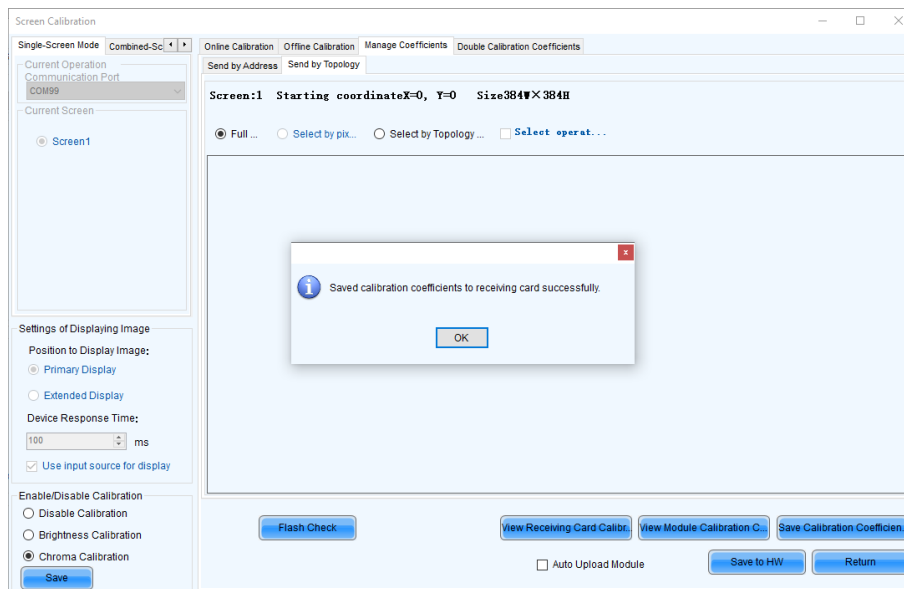 Screen Calibration
Single-Screen Mode Combined-Sc
Online Calibration Offline Calibration Manage Coefficients Double Calibration Coefficients
Send by Address Send by Topology
Current Operation
Communication Port
COM99
Current Screen
Screen1
Screen:1 Starting coordinateX=0, Y=0 Size384W×384H
Full ... Select by pix... Select by Topology ... Select operat...
Saved calibration coefficients to receiving card successfully.
OK
Settings of Displaying Image
Position to Display Image:
Primary Display
Extended Display
Device Response Time:
100 ms
Use input source for display
Enable/Disable Calibration
Disable Calibration
Brightness Calibration
Chroma Calibration
Save
Flash Check View Receiving Card Calibr.. View Module Calibration C... Save Calibration Coefficien.
Auto Upload Module Save to HW Return